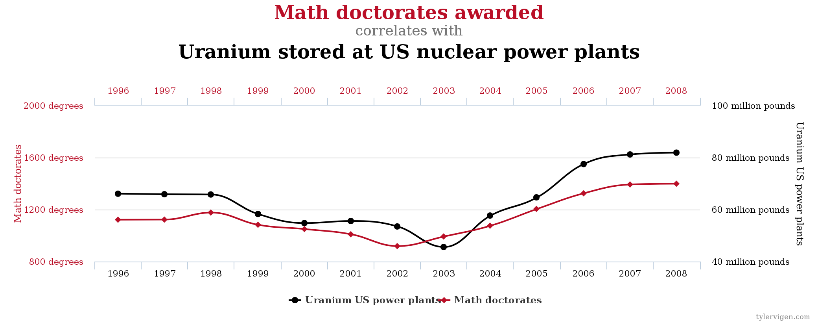 Math doctorates awarded
correlates with
Uranium stored at US nuclear power plants
1996 1997 1998 1999 2000 2001 2002 2003 2004 2005 2006 2007 2008
2000 degrees 100 million pounds
1600 degrees 80 million pounds
1200 degrees 60 million pounds
800 degrees 40 million pounds
Math doctorates
Uranium US power plants
1996 1997 1998 1999 2000 2001 2002 2003 2004 2005 2006 2007 2008
Uranium US power plants Math doctorates
tylervigen.com